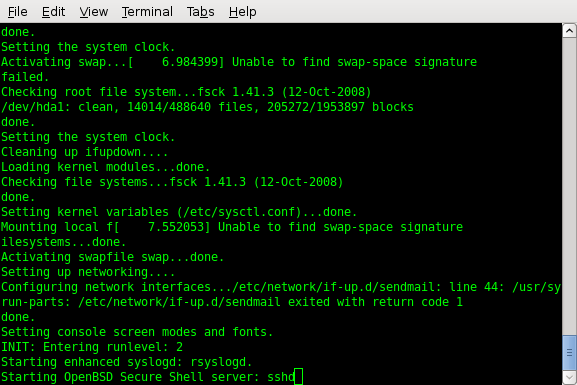 File Edit View Terminal Tabs Help
done.
Setting the system clock.
Activating swap...[    6.984399] Unable to find swap-space signature
failed.
Checking root file system...fsck 1.41.3 (12-Oct-2008)
/dev/hda1: clean, 14014/488640 files, 205272/1953897 blocks
done.
Setting the system clock.
Cleaning up ifupdown....
Loading kernel modules...done.
Checking file systems...fsck 1.41.3 (12-Oct-2008)
done.
Setting kernel variables (/etc/sysctl.conf)...done.
Mounting local f[    7.552053] Unable to find swap-space signature
ilesystems...done.
Activating swapfile swap...done.
Setting up networking....
Configuring network interfaces.../etc/network/if-up.d/sendmail: line 44: /usr/sy
run-parts: /etc/network/if-up.d/sendmail exited with return code 1
done.
Setting console screen modes and fonts.
INIT: Entering runlevel: 2
Starting enhanced syslogd: rsyslogd.
Starting OpenBSD Secure Shell server: sshd